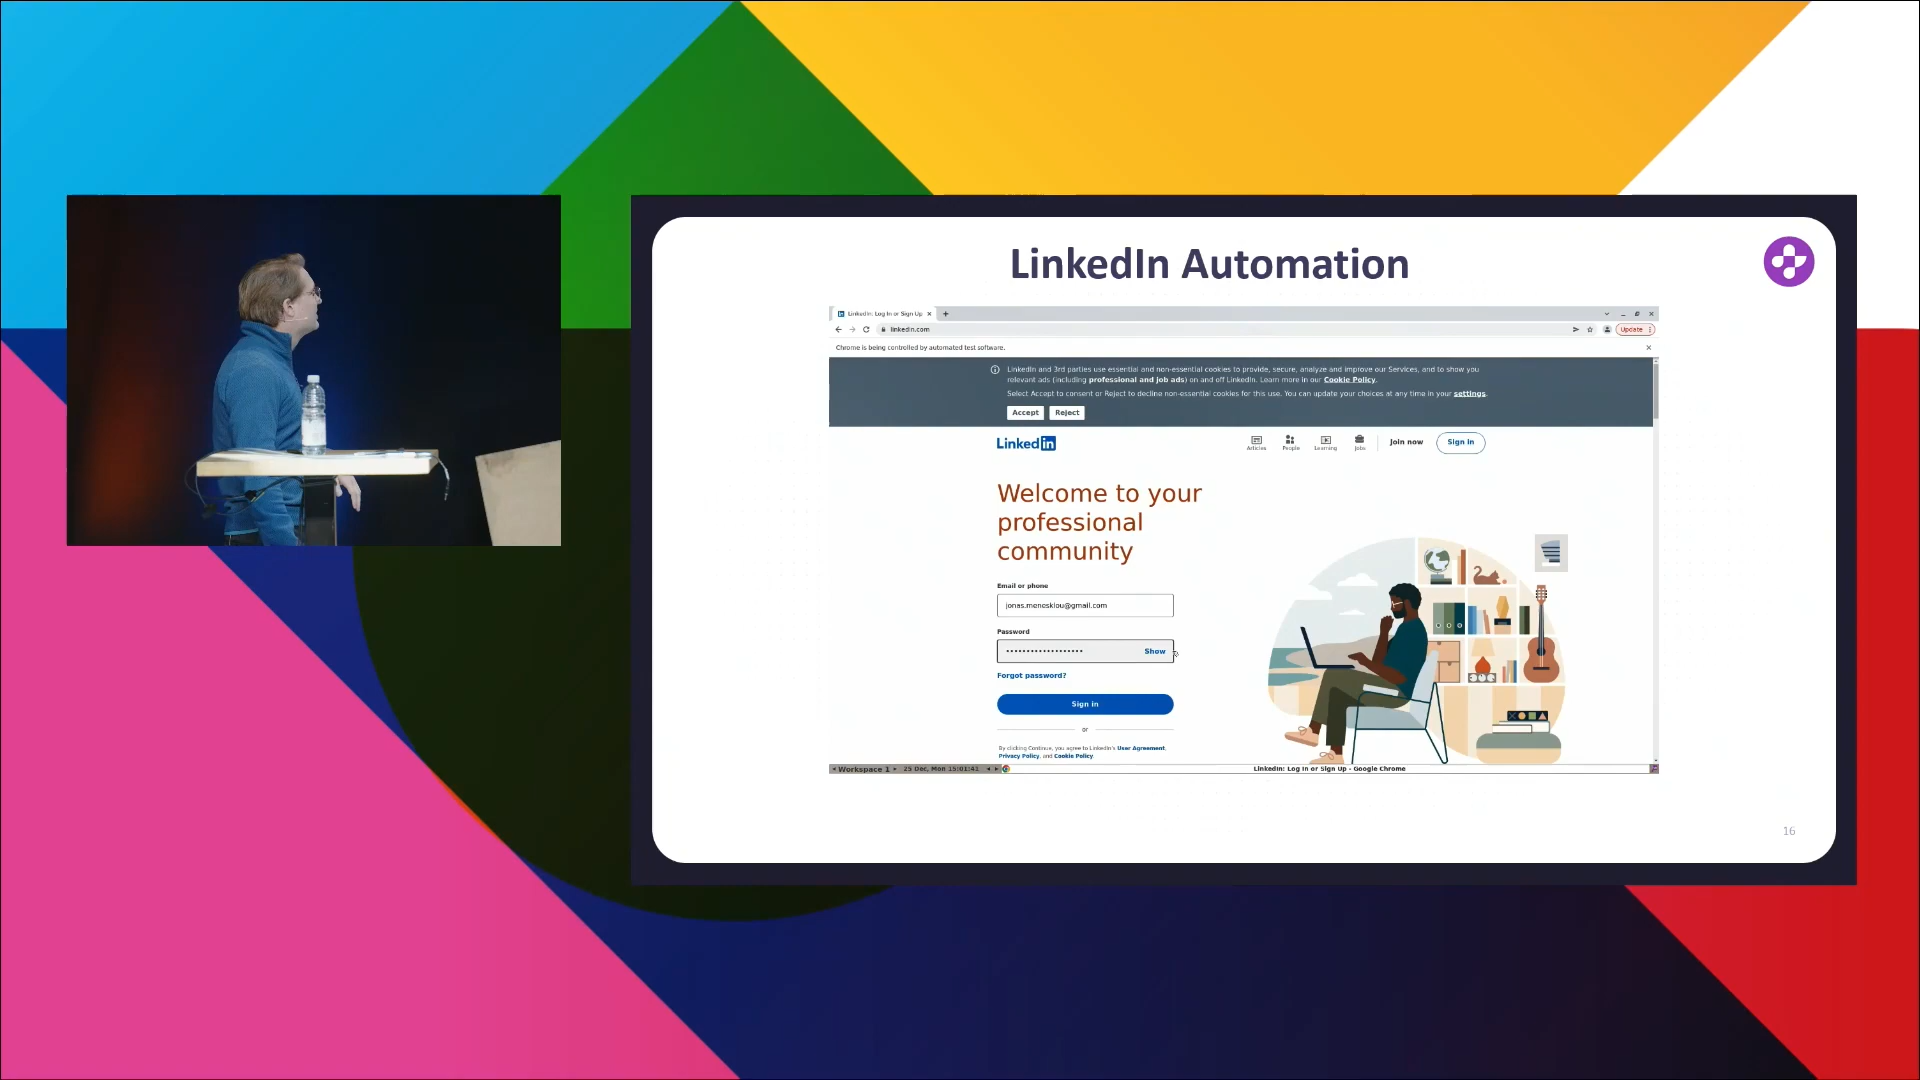 LinkedIn Automation
LinkedIn: Log In or Sign Up
linkedin.com
Update
Chrome is being controlled by automated test software.
LinkedIn and 3rd parties use essential and non-essential cookies to provide, secure, analyze and improve our Services, and to show you
relevant ads (including professional and job ads) on and off LinkedIn. Learn more in our Cookie Policy.
Select Accept to consent or Reject to decline non-essential cookies for this use. You can update your choices at any time in your settings.
Accept Reject
Linked in
Articles People Learning Jobs Join now Sign in
Welcome to your
professional
community
Email or phone
jonas.menesklou@gmail.com
Password
Show
Forgot password?
Sign in
or
By clicking Continue, you agree to LinkedIn's User Agreement,
Privacy Policy, and Cookie Policy.
Workspace 1 25 Dec, Mon 15:01:41 LinkedIn: Log In or Sign Up - Google Chrome
16